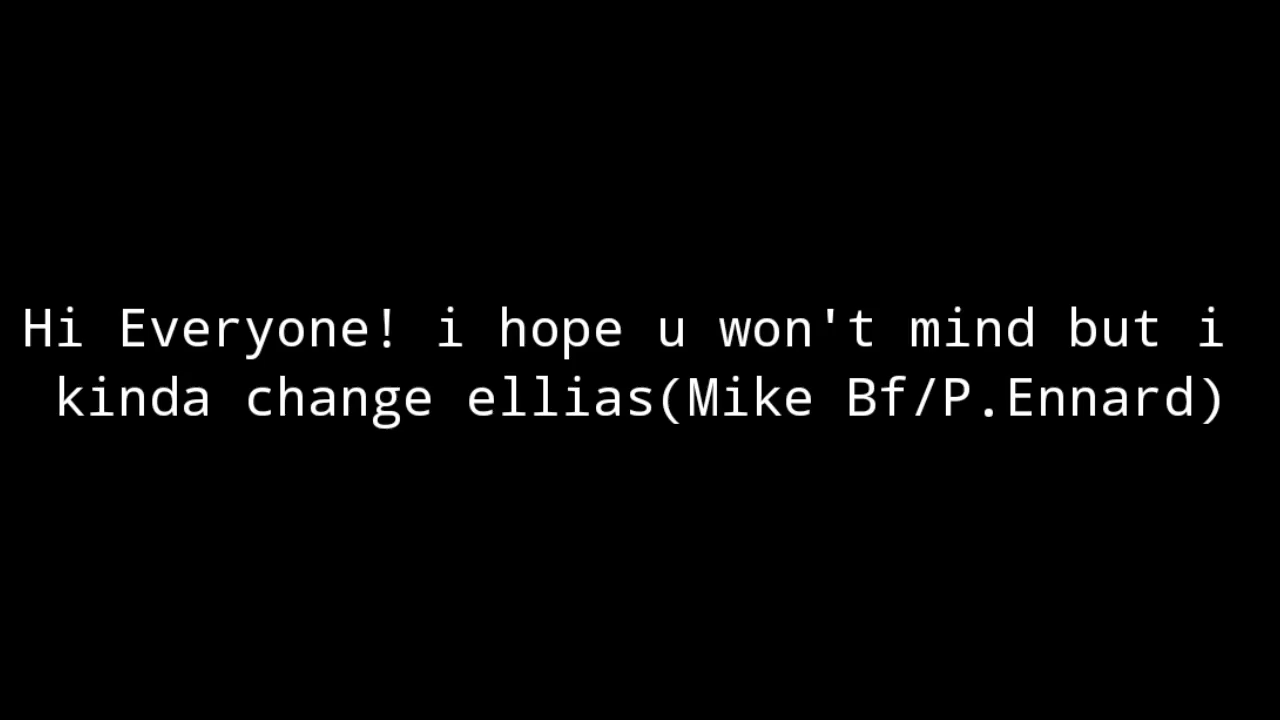 Hi Everyone! i hope u won't mind but i
kinda change ellias(Mike Bf/P.Ennard)